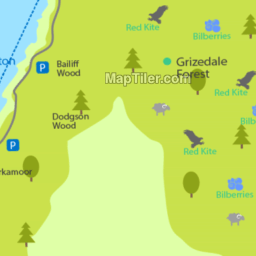 Red Kite
Bilberries
Bailiff
Wood
Grizedale
Forest
P
MapTiler.com
Red Kite
Dodgson
Wood
P
Red Kite
Bilberries